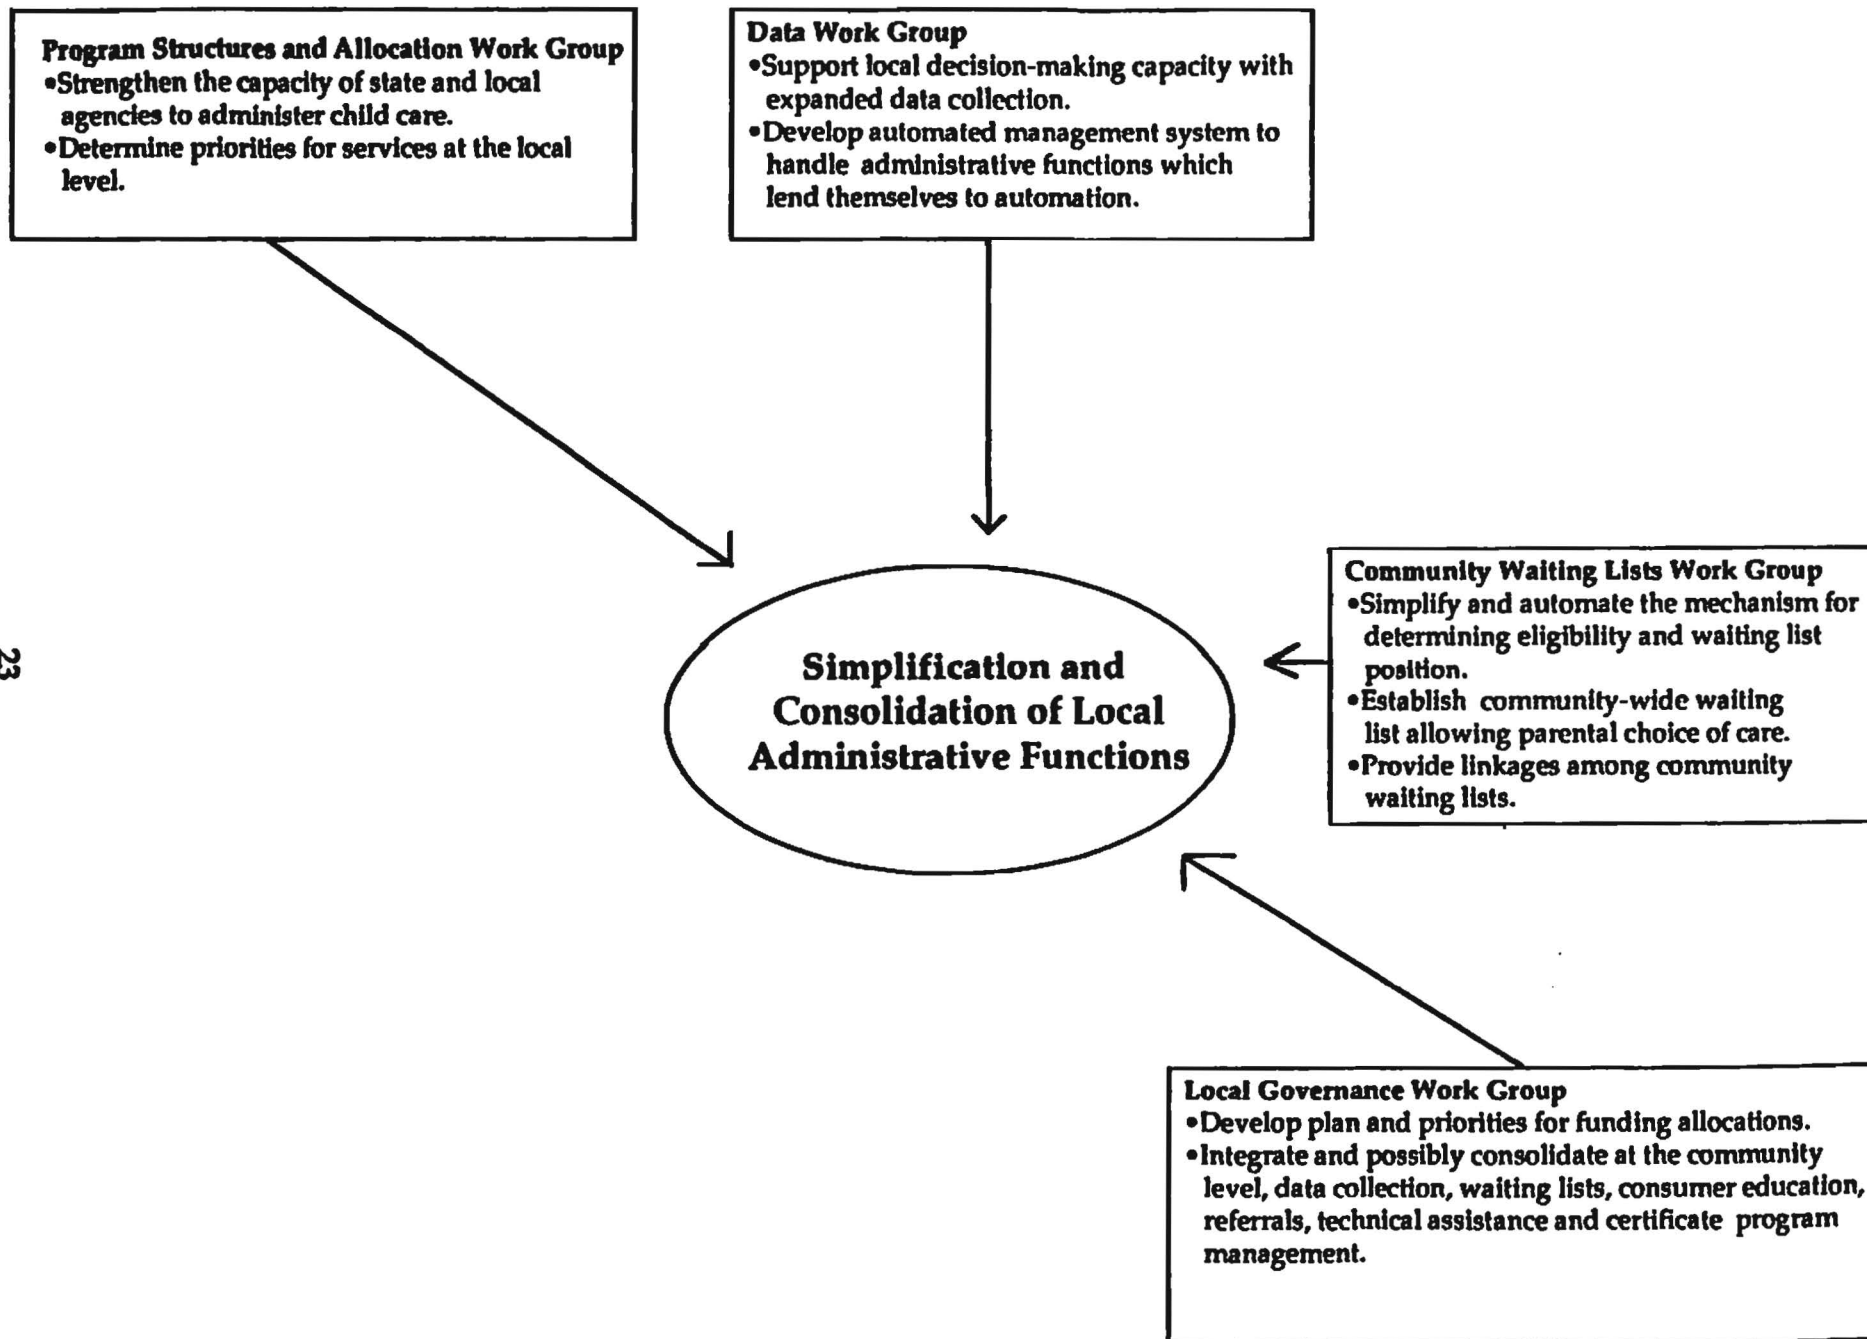 Program Structures and Allocation Work Group
•Strengthen the capacity of state and local
agencies to administer child care.
•Determine priorities for services at the local
level.
Data Work Group
•Support local decision-making capacity with
expanded data collection.
•Develop automated management system to
handle administrative functions which
lend themselves to automation.
Simplification and
Consolidation of Local
Administrative Functions
Community Waiting Lists Work Group
•Simplify and automate the mechanism for
determining eligibility and waiting list
position.
•Establish community-wide waiting
list allowing parental choice of care.
•Provide linkages among community
waiting lists.
Local Governance Work Group
•Develop plan and priorities for funding allocations.
•Integrate and possibly consolidate at the community
level, data collection, waiting lists, consumer education,
referrals, technical assistance and certificate program
management.
23